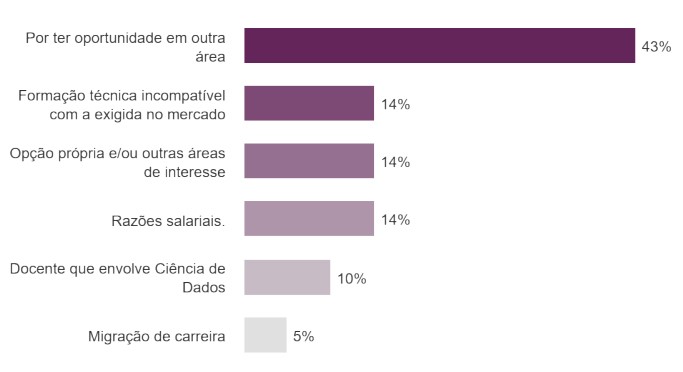 Por ter oportunidade em outra
área
43%
Formação técnica incompatível
com a exigida no mercado
14%
Opção própria e/ou outras áreas
de interesse
14%
Razões salariais.
14%
Docente que envolve Ciência de
Dados
10%
Migração de carreira
5%